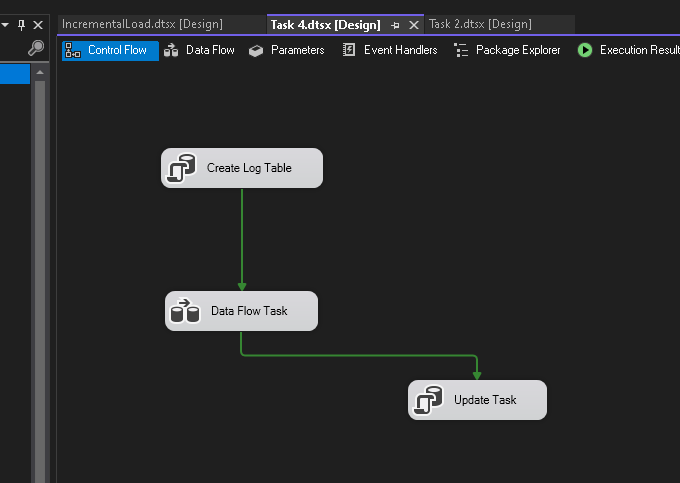 IncrementalLoad.dtsx [Design]
Task 4.dtsx [Design]
Task 2.dtsx [Design]
Control Flow
Data Flow
Parameters
Event Handlers
Package Explorer
Execution Result
Create Log Table
Data Flow Task
Update Task